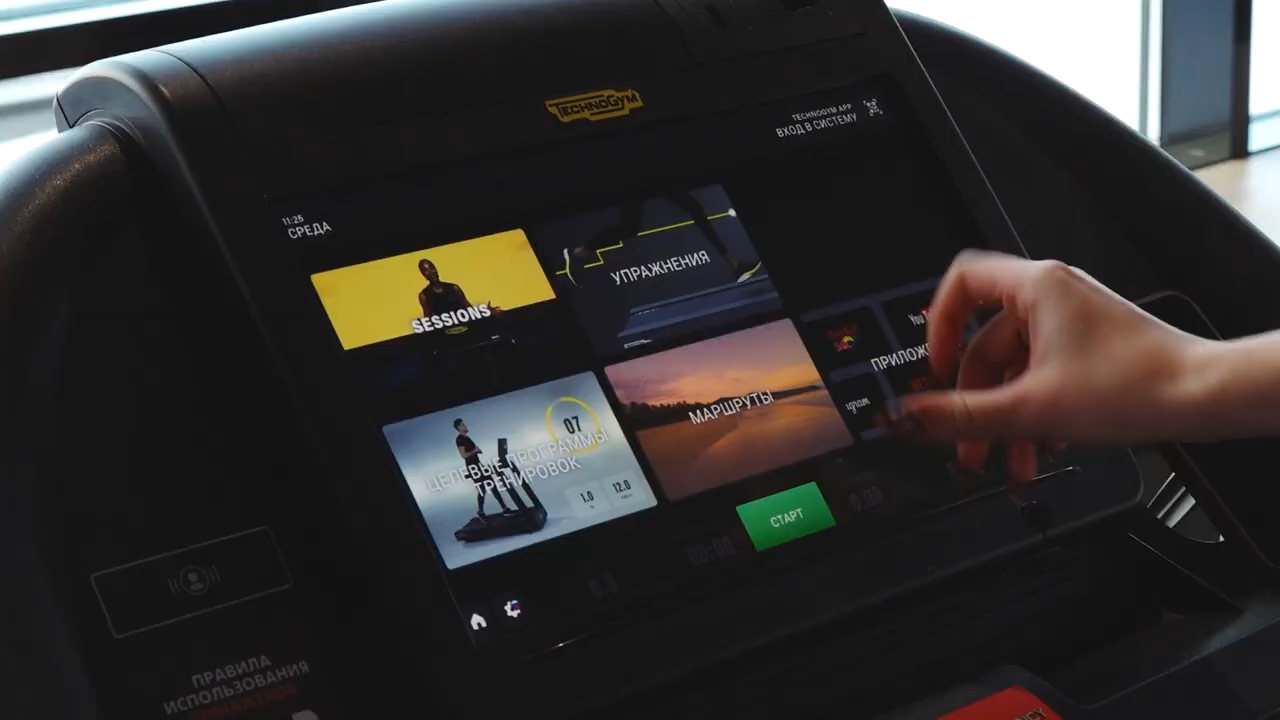 TECHNOGYM
TECHNOGYM APP
ВХОД В СИСТЕМУ
11:25
СРЕДА
SESSIONS
УПРАЖНЕНИЯ
You
07
ЦЕЛЕВЫЕ ПРОГРАММЫ
ТРЕНИРОВОК
1.0
12.0
МАРШРУТЫ
СТАРТ
ПРАВИЛА
ИСПОЛЬЗОВАНИЯ